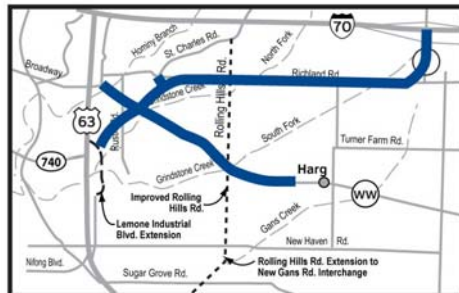 Hominy Branch
St. Charles Rd.
70
Broadway
North Fork
Rolling Hills Rd.
Richland Rd.
Grindstone Creek
63
South Fork
Turner Farm Rd.
740
Grindstone Creek
Harg
Improved Rolling
Hills Rd.
WW
Lemone Industrial
Blvd. Extension
Gans Creek
New Haven Rd.
Nifong Blvd.
Sugar Grove Rd.
Rolling Hills Rd. Extension to
New Gans Rd. Interchange